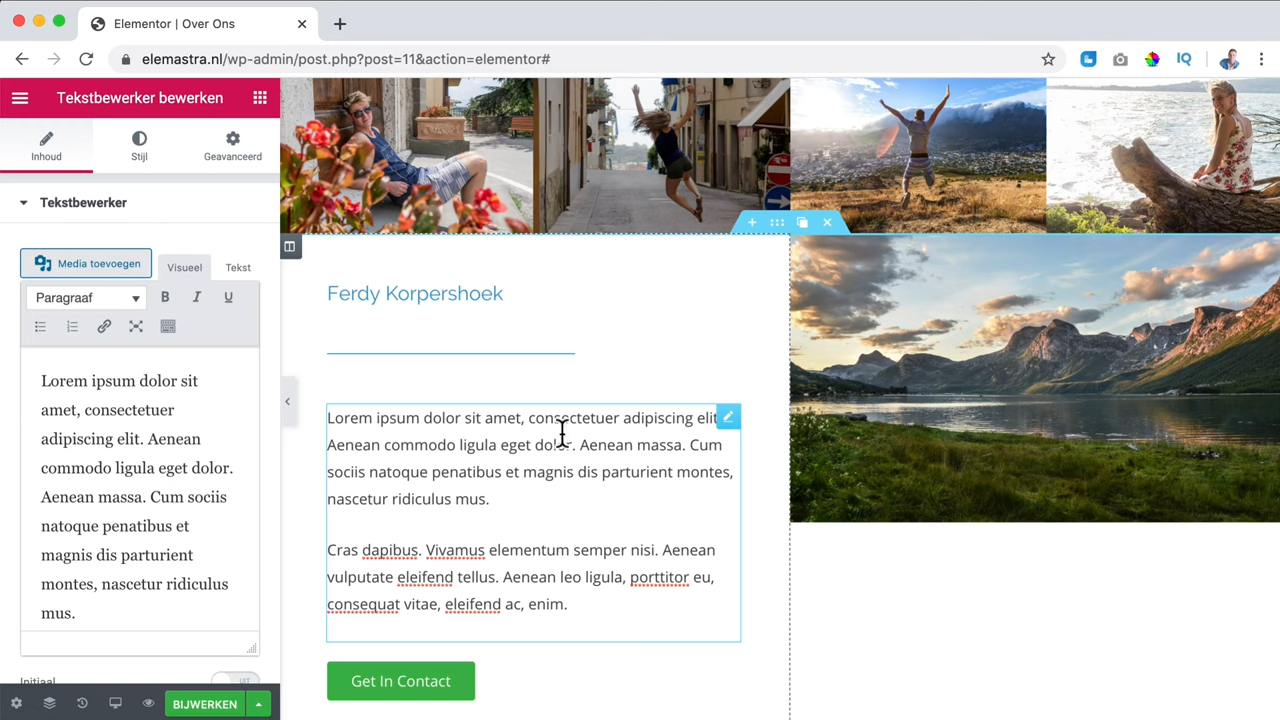 Elementor | Over Ons
elemastra.nl/wp-admin/post.php?post=11&action=elementor#
IQ
Tekstbewerker bewerken
Inhoud
Stijl
Geavanceerd
Tekstbewerker
Media toevoegen
Visueel
Tekst
Paragraaf
B I U
Lorem ipsum dolor sit
amet, consectetuer
adipiscing elit. Aenean
commodo ligula eget dolor.
Aenean massa. Cum sociis
natoque penatibus et
magnis dis parturient
montes, nascetur ridiculus
mus.
Initiaal
UIT
BIJWERKEN
Ferdy Korpershoek
Lorem ipsum dolor sit amet, consectetuer adipiscing elit
Aenean commodo ligula eget dolor. Aenean massa. Cum
sociis natoque penatibus et magnis dis parturient montes,
nascetur ridiculus mus.
Cras dapibus. Vivamus elementum semper nisi. Aenean
vulputate eleifend tellus. Aenean leo ligula, porttitor eu,
consequat vitae, eleifend ac, enim.
Get In Contact